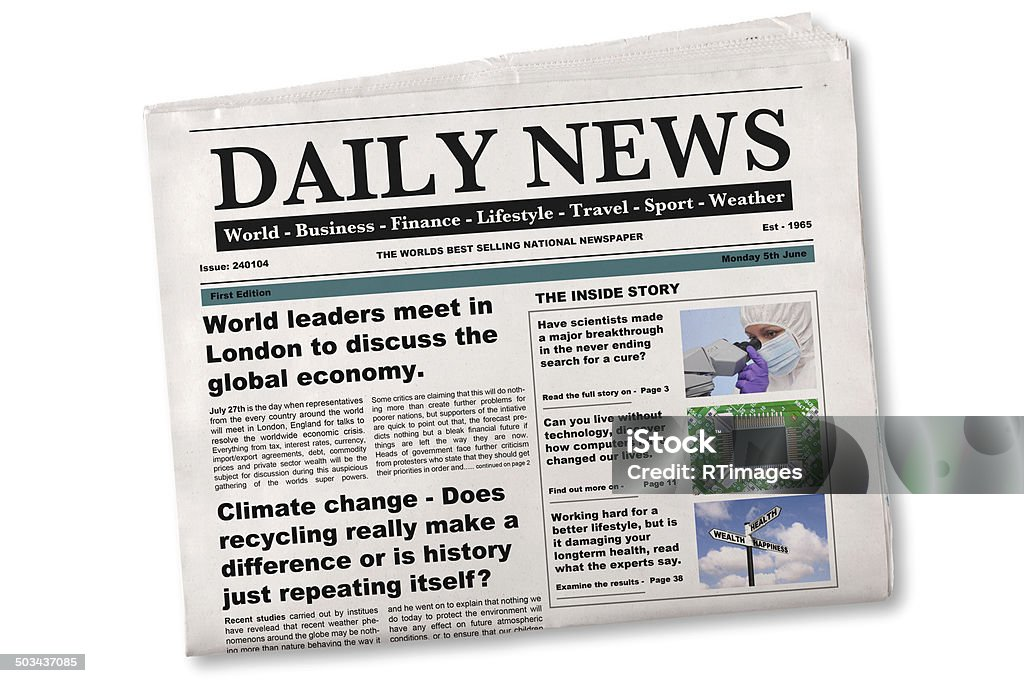 DAILY NEWS
World - Business - Finance - Lifestyle - Travel - Sport - Weather
Issue: 240104
THE WORLDS BEST SELLING NATIONAL NEWSPAPER
Est - 1965
First Edition
Monday 5th June
World leaders meet in
London to discuss the
global economy.
July 27th is the day when representatives
from the every country around the world
will meet in London, England for talks to
resolve the worldwide economic crisis.
Everything from tax, interest rates, currency,
import/export agreements, debt, commodity
prices and private sector wealth will be the
subject for discussion during this auspicious
gathering of the worlds super powers.
Some critics are claiming that this will do noth-
ing more than create further problems for
poorer nations, but supporters of the intiative
are quick to point out that, the forecast pre-
dicts nothing but a bleak financial future if
things are left the way they are now.
Heads of government face further criticism
from protesters who state that they should get
their priorities in order and..... continued on page 2
Climate change - Does
recycling really make a
difference or is history
just repeating itself?
Recent studies carried out by institues
have revelead that recent weather phe-
nomenons around the globe may be noth-
ing more than nature behaving the way it
and he went on to explain that nothing we
do today to protect the environment will
have any effect on future atmospheric
conditions, or to ensure that our children
THE INSIDE STORY
Have scientists made
a major breakthrough
in the never ending
search for a cure?
Read the full story on - Page 3
Can you live without
technology, discover
how computers
changed our lives.
Find out more on - Page 11
Working hard for a
better lifestyle, but is
it damaging your
longterm health, read
what the experts say.
Examine the results - Page 38
HEALTH
WEALTH
HAPPINESS
iStock™
Credit: RTimages
503437085